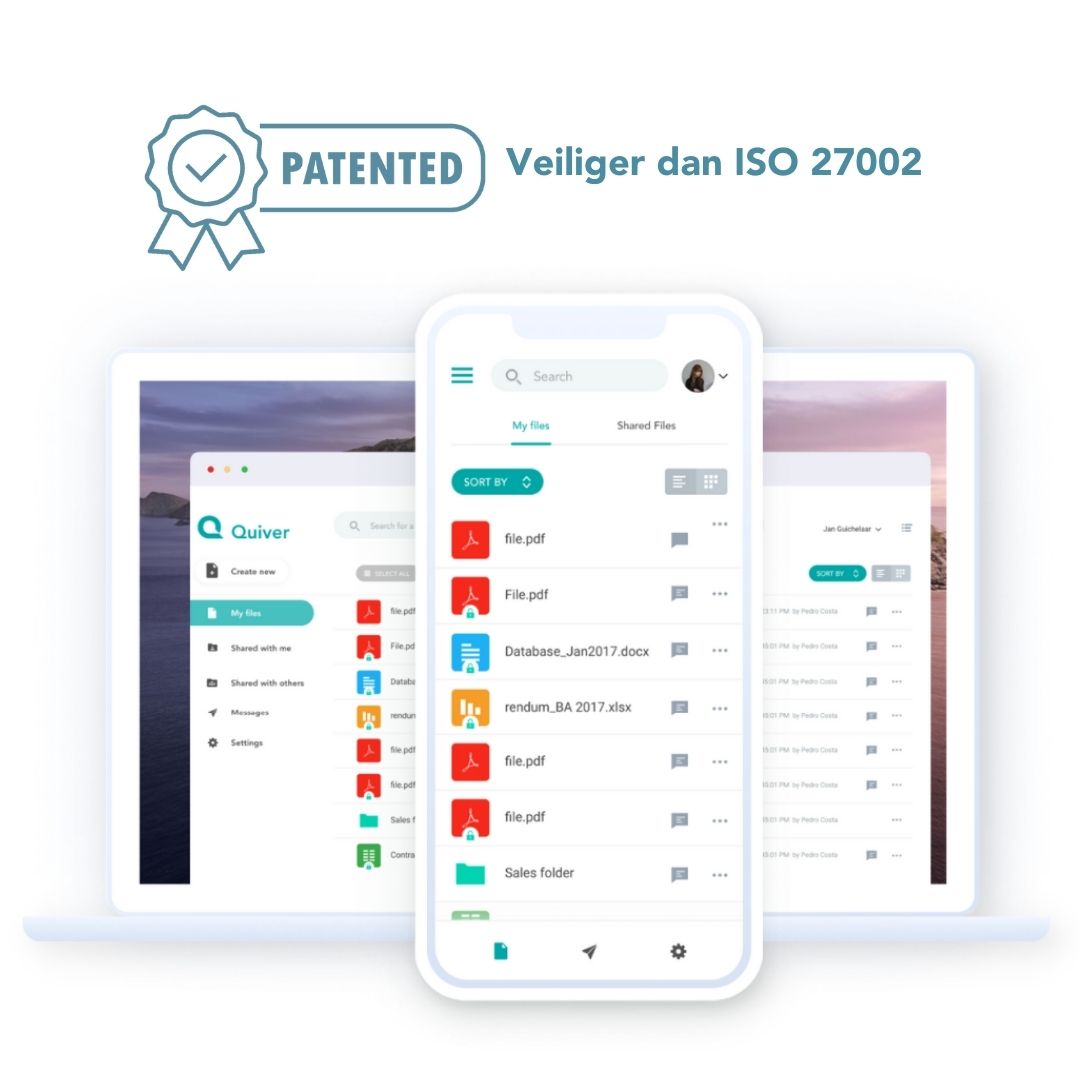 PATENTED
Veiliger dan ISO 27002
Search
My files
Shared Files
SORT BY
file.pdf
File.pdf
Database_Jan2017.docx
rendum_BA 2017.xlsx
file.pdf
file.pdf
Sales folder
Quiver
Search for a
Jan Guichelaar
Create new
SELECT ALL
SORT BY
My files
file.pdf
3:11 PM by Pedro Costa
Shared with me
File.pd
5:01 PM by Pedro Costa
Shared with others
Databa
5:01 PM by Pedro Costa
Messages
rendun
5:01 PM by Pedro Costa
Settings
file.pdf
5:01 PM by Pedro Costa
file.pdf
5:01 PM by Pedro Costa
Sales f
5:01 PM by Pedro Costa
Contra
5:01 PM by Pedro Costa